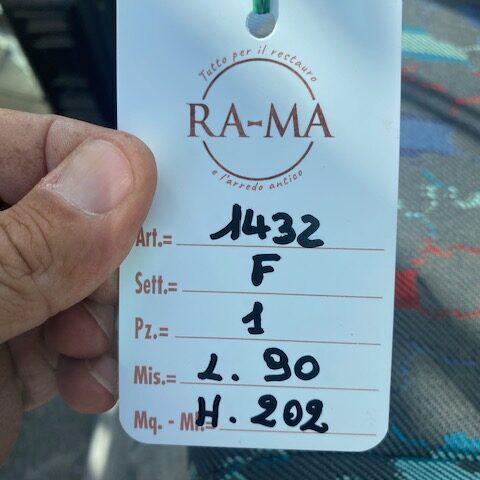 Tutto per il restauro
RA-MA
e l'arredo antico
Art.= 1432
Sett.= F
Pz.= 1
Mis.= L. 90
Mq. - Ml.= H. 202